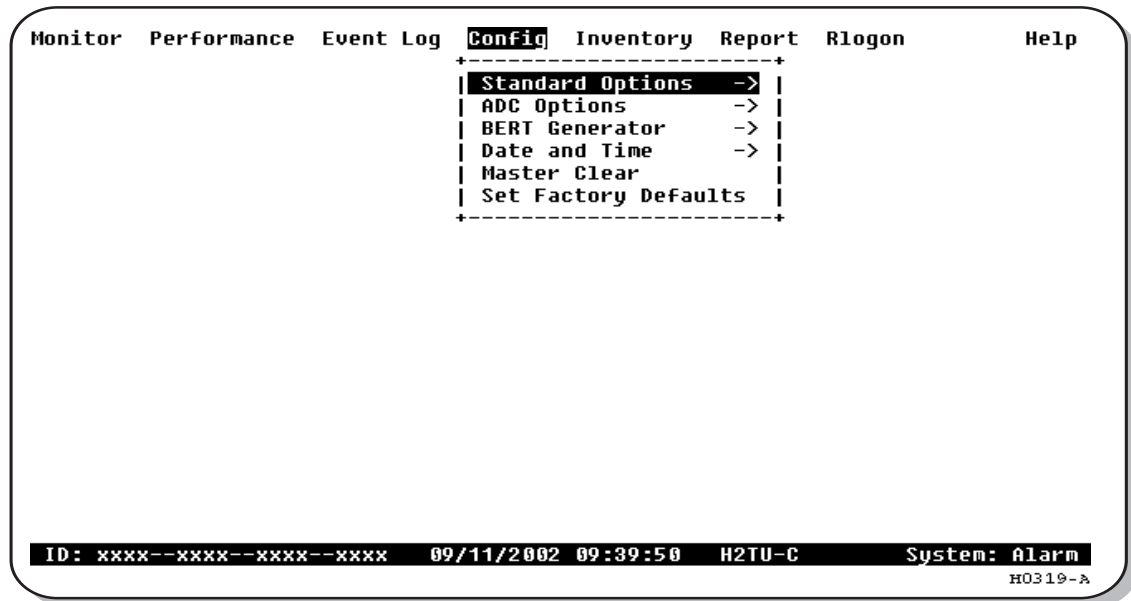 Monitor Performance Event Log Config Inventory Report Rlogon Help
+-----------------------+
| Standard Options -> |
| ADC Options -> |
| BERT Generator -> |
| Date and Time -> |
| Master Clear |
| Set Factory Defaults |
+-----------------------+
ID: xxxx--xxxx--xxxx--xxxx 09/11/2002 09:39:50 H2TU-C System: Alarm
H0319-A